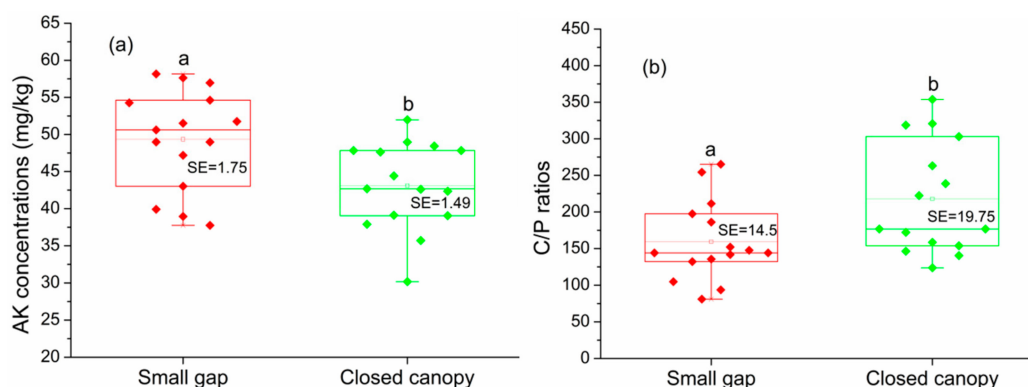 65
60
55
50
45
40
35
30
25
20
AK concentrations (mg/kg)
(a)
a
b
SE=1.75
SE=1.49
Small gap
Closed canopy
450
400
350
300
250
200
150
100
50
0
C/P ratios
(b)
a
b
SE=14.5
SE=19.75
Small gap
Closed canopy